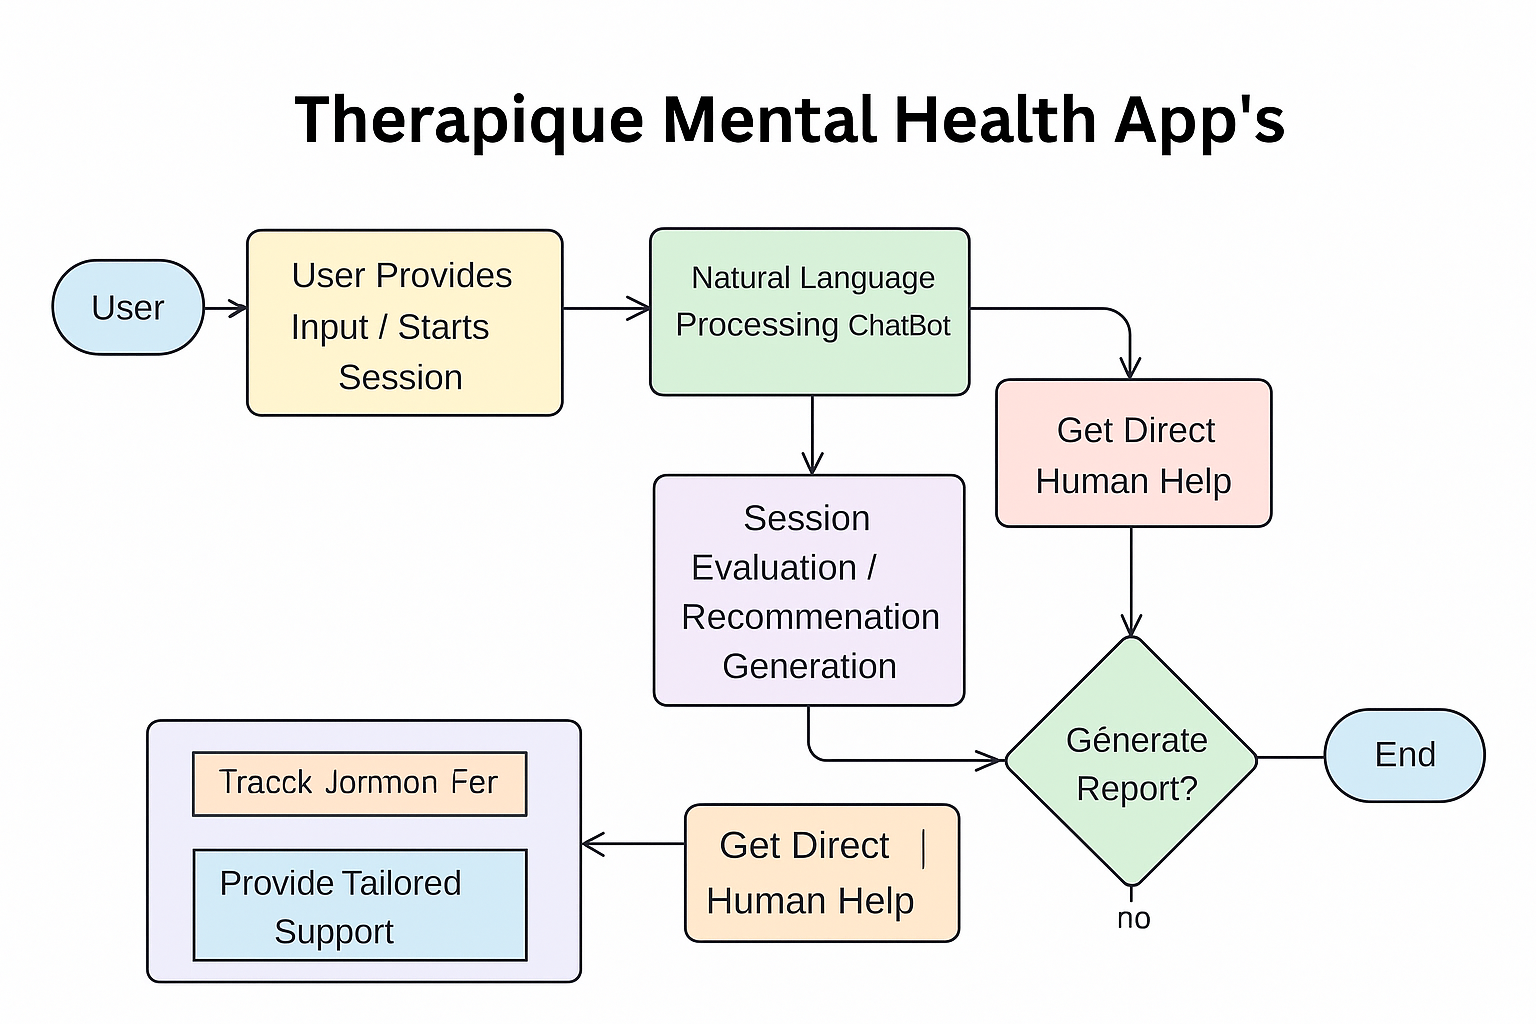 Therapique Mental Health App's
User
User Provides
Input / Starts
Session
Natural Language
Processing ChatBot
Get Direct
Human Help
Session
Evaluation /
Recommenation
Generation
Génerate
Report?
End
no
Tracck Jornmon Fer
Provide Tailored
Support
Get Direct |
Human Help